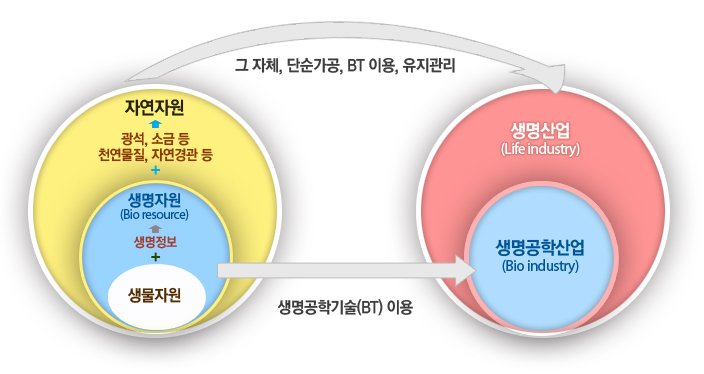 그 자체, 단순가공, BT 이용, 유지관리
자연자원
광석, 소금 등
천연물질, 자연경관 등
+
생명자원
(Bio resource)
생명정보
+
생물자원
생명산업
(Life industry)
생명공학산업
(Bio industry)
생명공학기술(BT) 이용